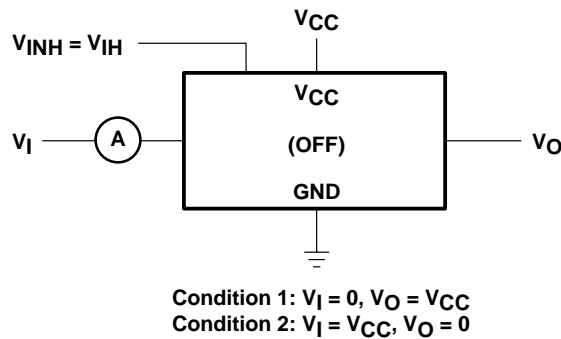 VCC
VINH = VIH
VCC
VI
A
(OFF)
VO
GND
Condition 1: VI = 0, VO = VCC
Condition 2: VI = VCC, VO = 0